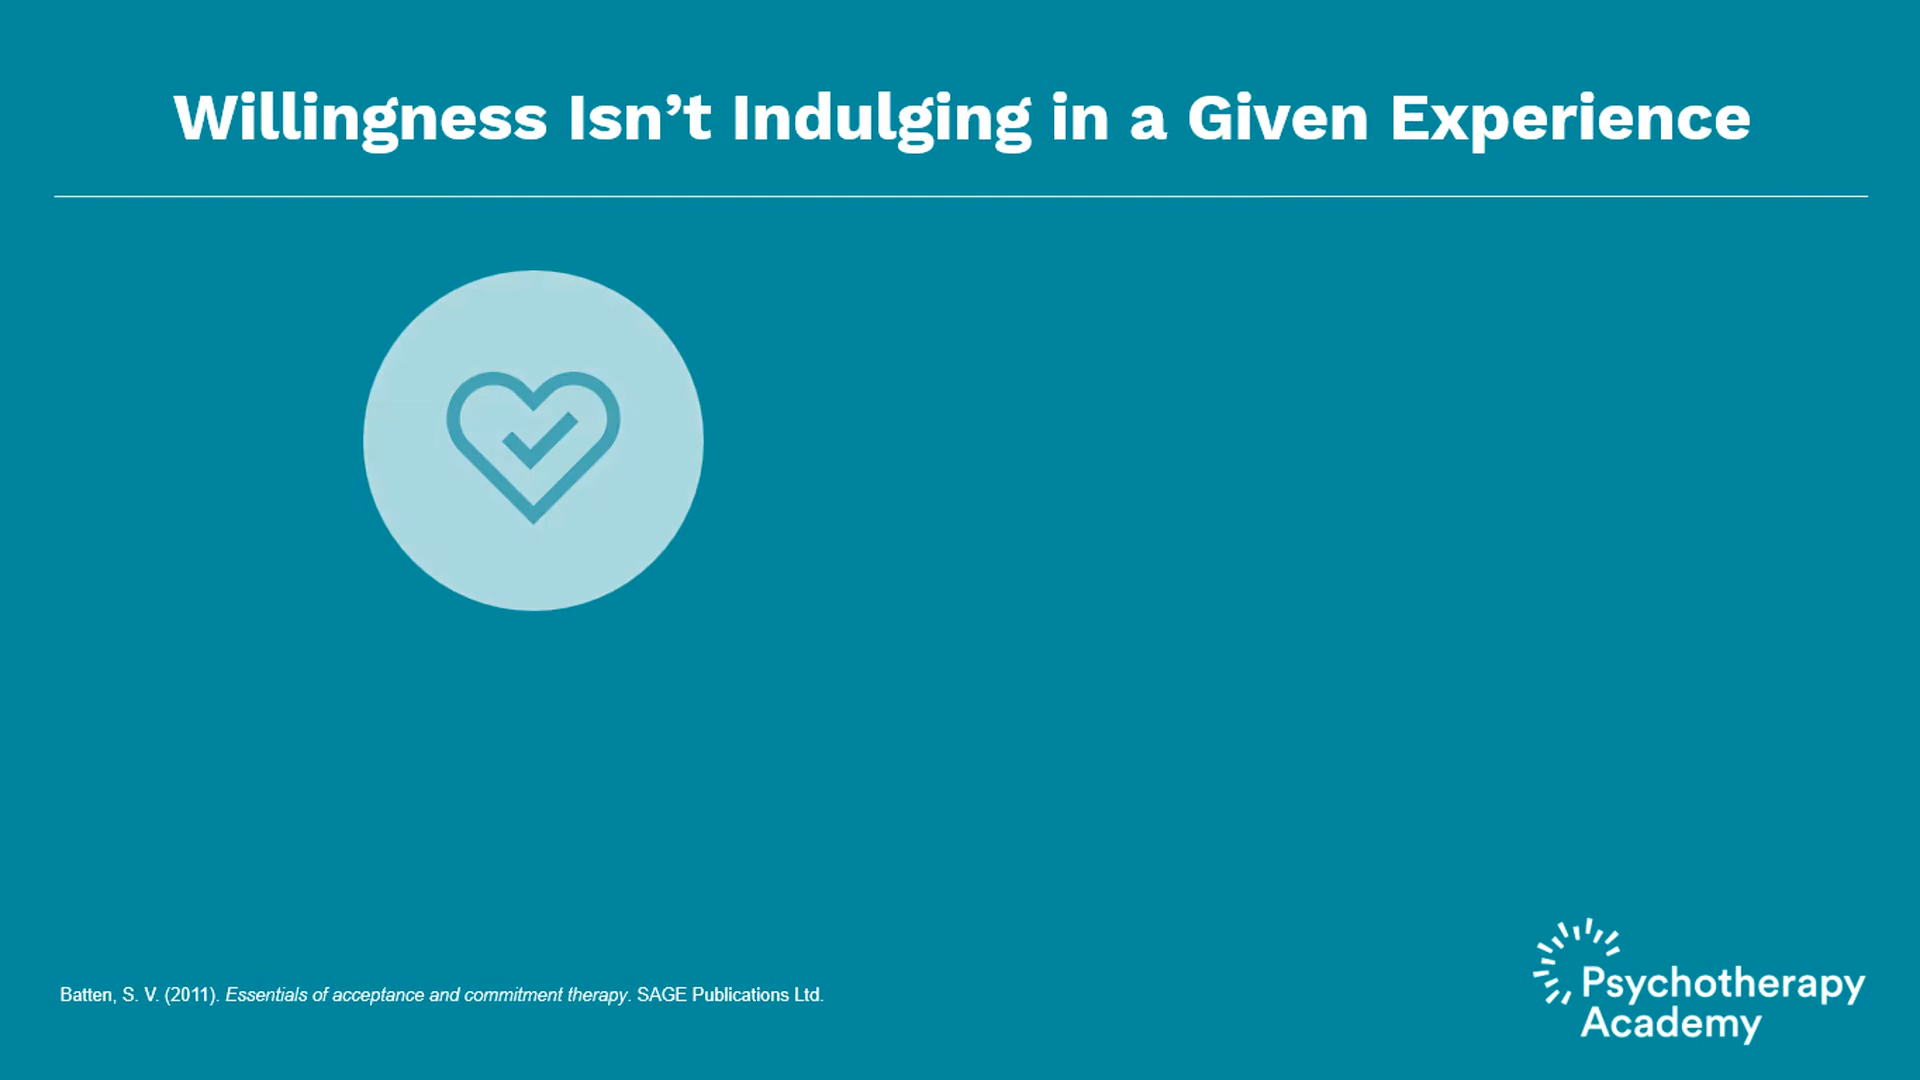 Willingness Isn’t Indulging in a Given Experience
Batten, S. V. (2011). Essentials of acceptance and commitment therapy. SAGE Publications Ltd.
Psychotherapy
Academy